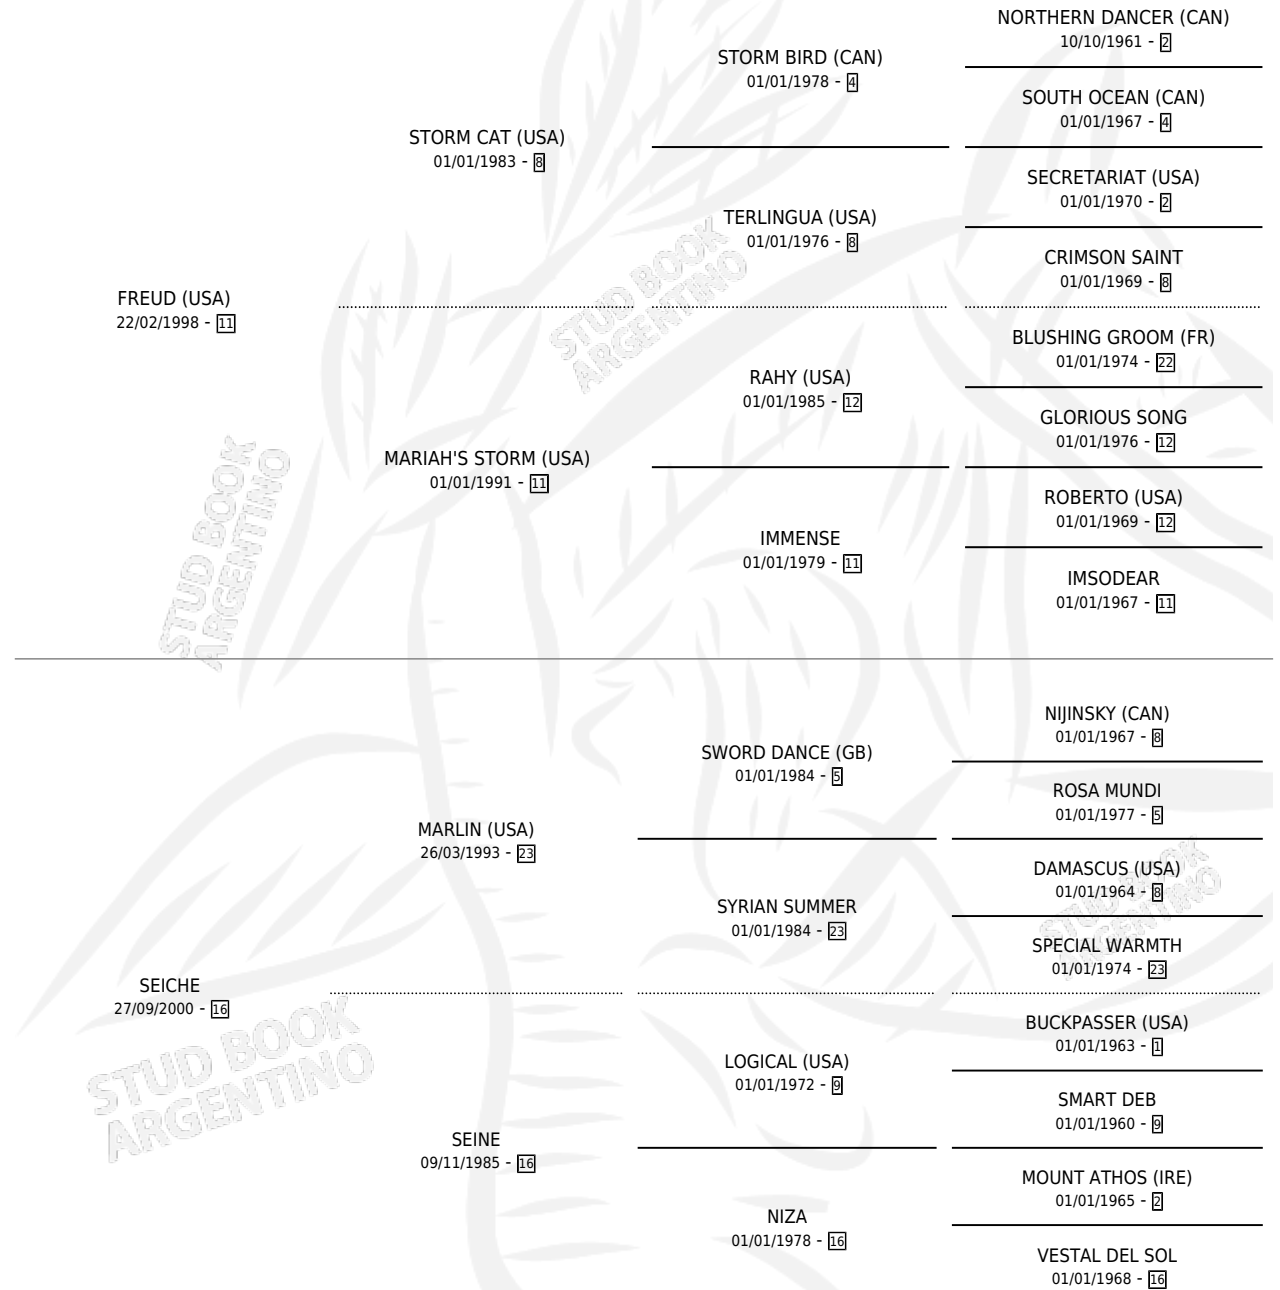 NORTHERN DANCER (CAN)
10/10/1961 - 2
STORM BIRD (CAN)
01/01/1978 - 4
SOUTH OCEAN (CAN)
01/01/1967 - 4
STORM CAT (USA)
01/01/1983 - 8
SECRETARIAT (USA)
01/01/1970 - 2
TERLINGUA (USA)
01/01/1976 - 8
CRIMSON SAINT
01/01/1969 - 8
FREUD (USA)
22/02/1998 - 11
BLUSHING GROOM (FR)
01/01/1974 - 22
RAHY (USA)
01/01/1985 - 12
GLORIOUS SONG
01/01/1976 - 12
MARIAH'S STORM (USA)
01/01/1991 - 11
ROBERTO (USA)
01/01/1969 - 12
IMMENSE
01/01/1979 - 11
IMSODEAR
01/01/1967 - 11
NIJINSKY (CAN)
01/01/1967 - 8
SWORD DANCE (GB)
01/01/1984 - 5
ROSA MUNDI
01/01/1977 - 5
MARLIN (USA)
26/03/1993 - 23
DAMASCUS (USA)
01/01/1964 - 8
SYRIAN SUMMER
01/01/1984 - 23
SPECIAL WARMTH
01/01/1974 - 23
SEICHE
27/09/2000 - 16
BUCKPASSER (USA)
01/01/1963 - 1
LOGICAL (USA)
01/01/1972 - 9
SMART DEB
01/01/1960 - 9
SEINE
09/11/1985 - 16
MOUNT ATHOS (IRE)
01/01/1965 - 2
NIZA
01/01/1978 - 16
VESTAL DEL SOL
01/01/1968 - 16
STUD BOOK
ARGENTINO
STUD BOOK
ARGENTINO
STUD BOOK
ARGENTINO
STUD BOOK
ARGENTINO